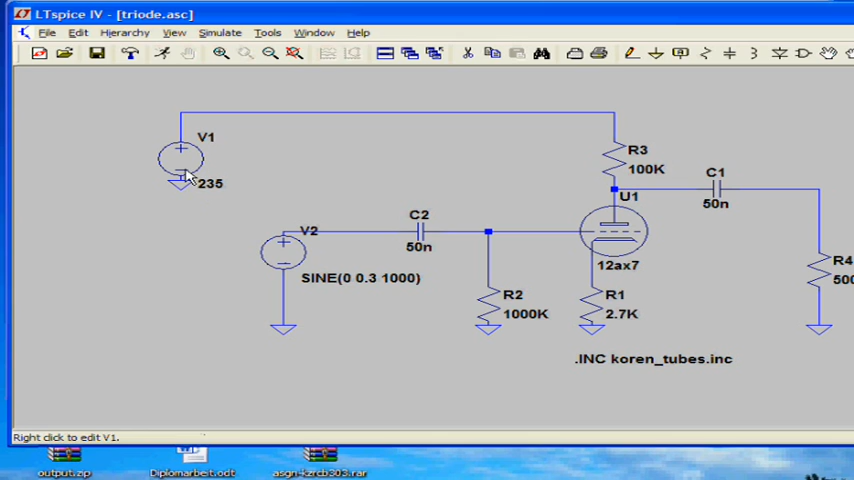 LTspice IV - [triode.asc]
File Edit Hierarchy View Simulate Tools Window Help
V1
235
R3
100K
C1
50n
U1
12ax7
C2
50n
V2
SINE(0 0.3 1000)
R2
1000K
R1
2.7K
R4
500
.INC koren_tubes.inc
Right click to edit V1.
output.zip
Diplomarbeit.odt